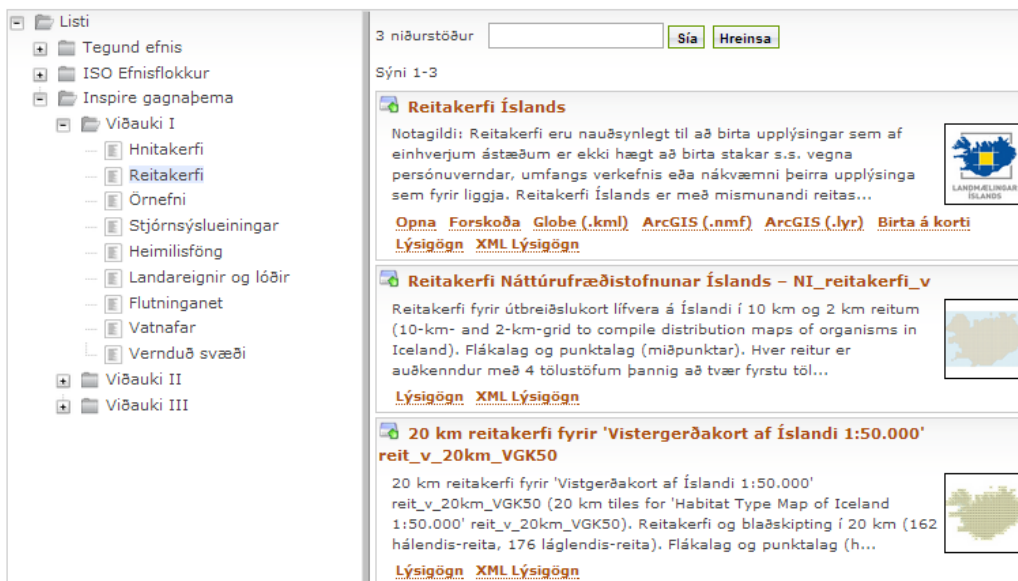 Listi
Tegund efnis
ISO Efnisflokkur
Inspire gagnaþema
Viðauki I
Hnitakerfi
Reitakerfi
Örnefni
Stjórnsýslueiningar
Heimilisföng
Landareignir og lóðir
Flutninganet
Vatnafar
Vernduð svæði
Viðauki II
Viðauki III
3 niðurstöður Sía Hreinsa
Sýni 1-3
Reitakerfi Íslands
Notagildi: Reitakerfi eru nauðsynlegt til að birta upplýsingar sem af
einhverjum ástæðum er ekki hægt að birta stakar s.s. vegna
persónuverndar, umfangs verkefnis eða nákvæmni þeirra upplýsinga
sem fyrir liggja. Reitakerfi Íslands er með mismunandi reitas...
LANDMÆLINGAR
ÍSLANDS
Opna Forskoða Globe (.kml) ArcGIS (.nmf) ArcGIS (.lyr) Birta á korti
Lýsigögn XML Lýsigögn
Reitakerfi Náttúrufræðistofnunar Íslands – NI_reitakerfi_v
Reitakerfi fyrir útbreiðslukort lífvera á Íslandi í 10 km og 2 km reitum
(10-km- and 2-km-grid to compile distribution maps of organisms in
Iceland). Flákalag og punktalag (miðpunktar). Hver reitur er
auðkenndur með 4 tölustöfum þannig að tvær fyrstu töl...
Lýsigögn XML Lýsigögn
20 km reitakerfi fyrir 'Vistergerðakort af Íslandi 1:50.000'
reit_v_20km_VGK50
20 km reitakerfi fyrir 'Vistgerðakort af Íslandi 1:50.000'
reit_v_20km_VGK50 (20 km tiles for 'Habitat Type Map of Iceland
1:50.000' reit_v_20km_VGK50). Reitakerfi og blaðskipting í 20 km (162
hálendis-reita, 176 láglendis-reita). Flákalag og punktalag (h...
Lýsigögn XML Lýsigögn